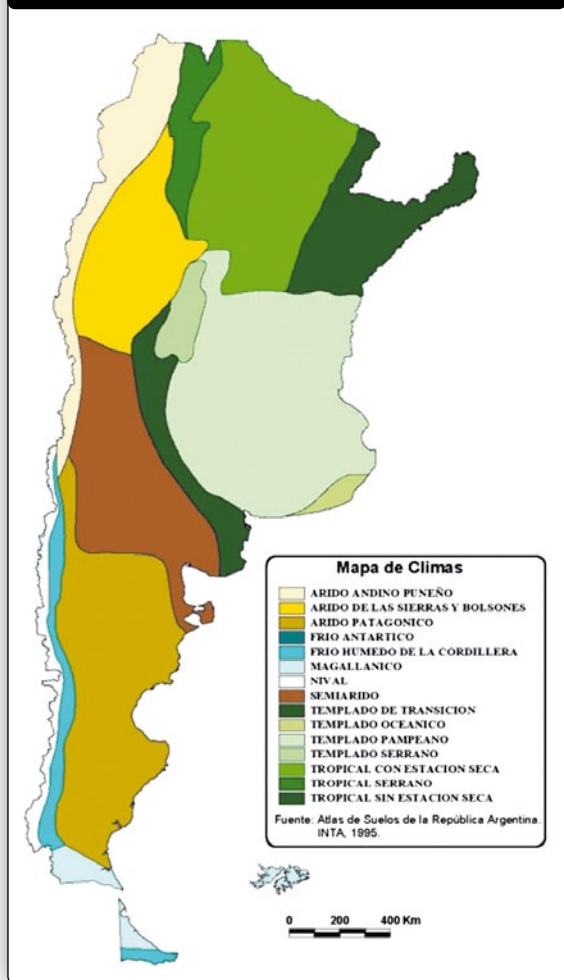 Mapa de Climas
ARIDO ANDINO PUNEÑO
ARIDO DE LAS SIERRAS Y BOLSONES
ARIDO PATAGONICO
FRIO ANTARTICO
FRIO HUMEDO DE LA CORDILLERA
MAGALLANICO
NIVAL
SEMIARIDO
TEMPLADO DE TRANSICION
TEMPLADO OCEANICO
TEMPLADO PAMPEANO
TEMPLADO SERRANO
TROPICAL CON ESTACION SECA
TROPICAL SERRANO
TROPICAL SIN ESTACION SECA
Fuente: Atlas de Suelos de la República Argentina.
INTA, 1995.
0 200 400 Km